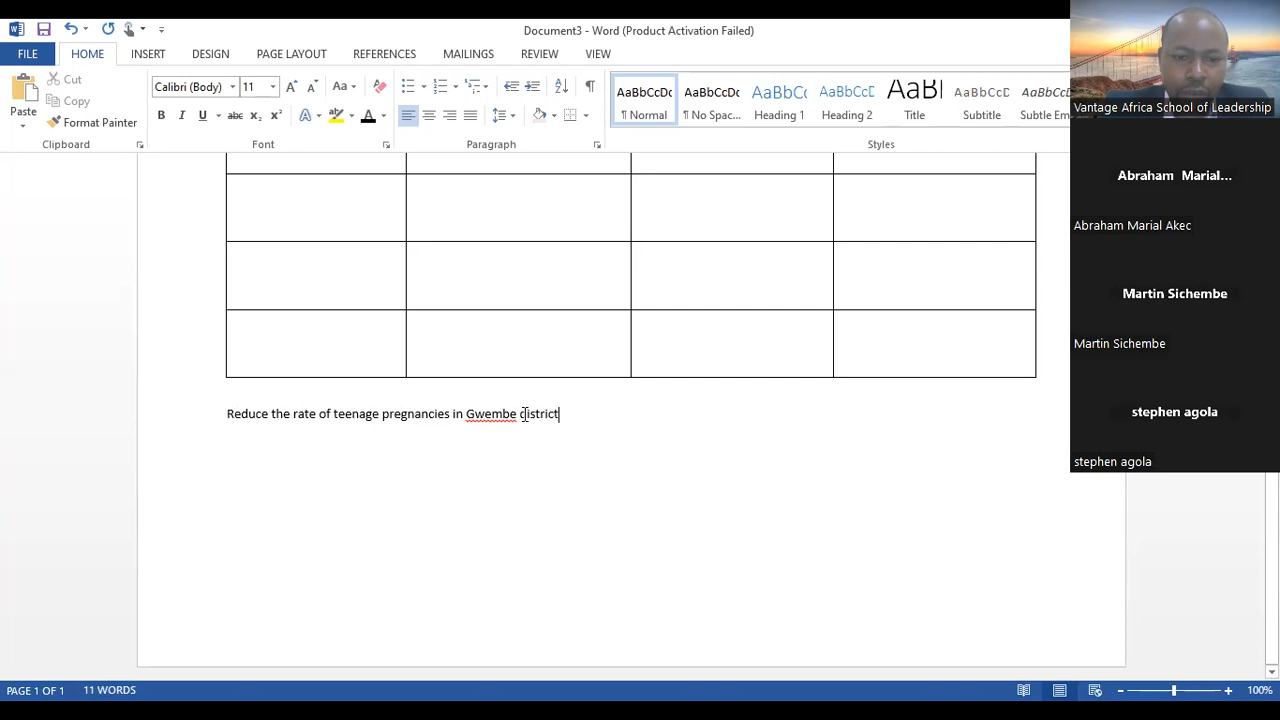 Document3 - Word (Product Activation Failed)
FILE HOME INSERT DESIGN PAGE LAYOUT REFERENCES MAILINGS REVIEW VIEW
Paste
Cut
Copy
Format Painter
Clipboard
Calibri (Body) 11
Font
Paragraph
AaBbCcDc AaBbCcDc AaBbCc AaBbCcD AaBl AaBbCcD AaBbCcD
¶ Normal ¶ No Spac... Heading 1 Heading 2 Title Subtitle Subtle Em
Styles
Reduce the rate of teenage pregnancies in Gwembe district
PAGE 1 OF 1 11 WORDS
100%
Vantage Africa School of Leadership
Abraham Marial...
Abraham Marial Akec
Martin Sichembe
Martin Sichembe
stephen agola
stephen agola